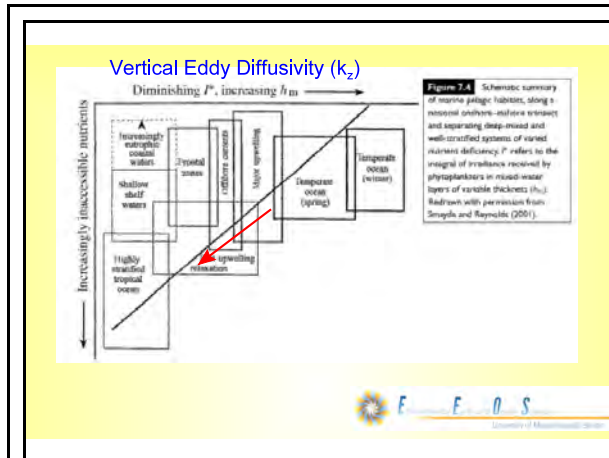 Vertical Eddy Diffusivity (kz)
Diminishing I*, increasing hm
Increasingly inaccessible nutrients
Increasingly
eutrophic
coastal
waters
Shallow
shelf
waters
Highly
stratified
tropical
ocean
Frontal
zones
Offshore currents
Major upwelling
upwelling
relaxation
Temperate
ocean
(spring)
Temperate
ocean
(winter)
Figure 7.4 Schematic summary
of marine pelagic habitats, along a
notional onshore–offshore transect
and separating deep-mixed and
well-stratified systems of varied
nutrient deficiency. I* refers to the
integral of irradiance received by
phytoplankters in mixed-water
layers of variable thickness (hm).
Redrawn with permission from
Smayda and Reynolds (2001).
E E O S